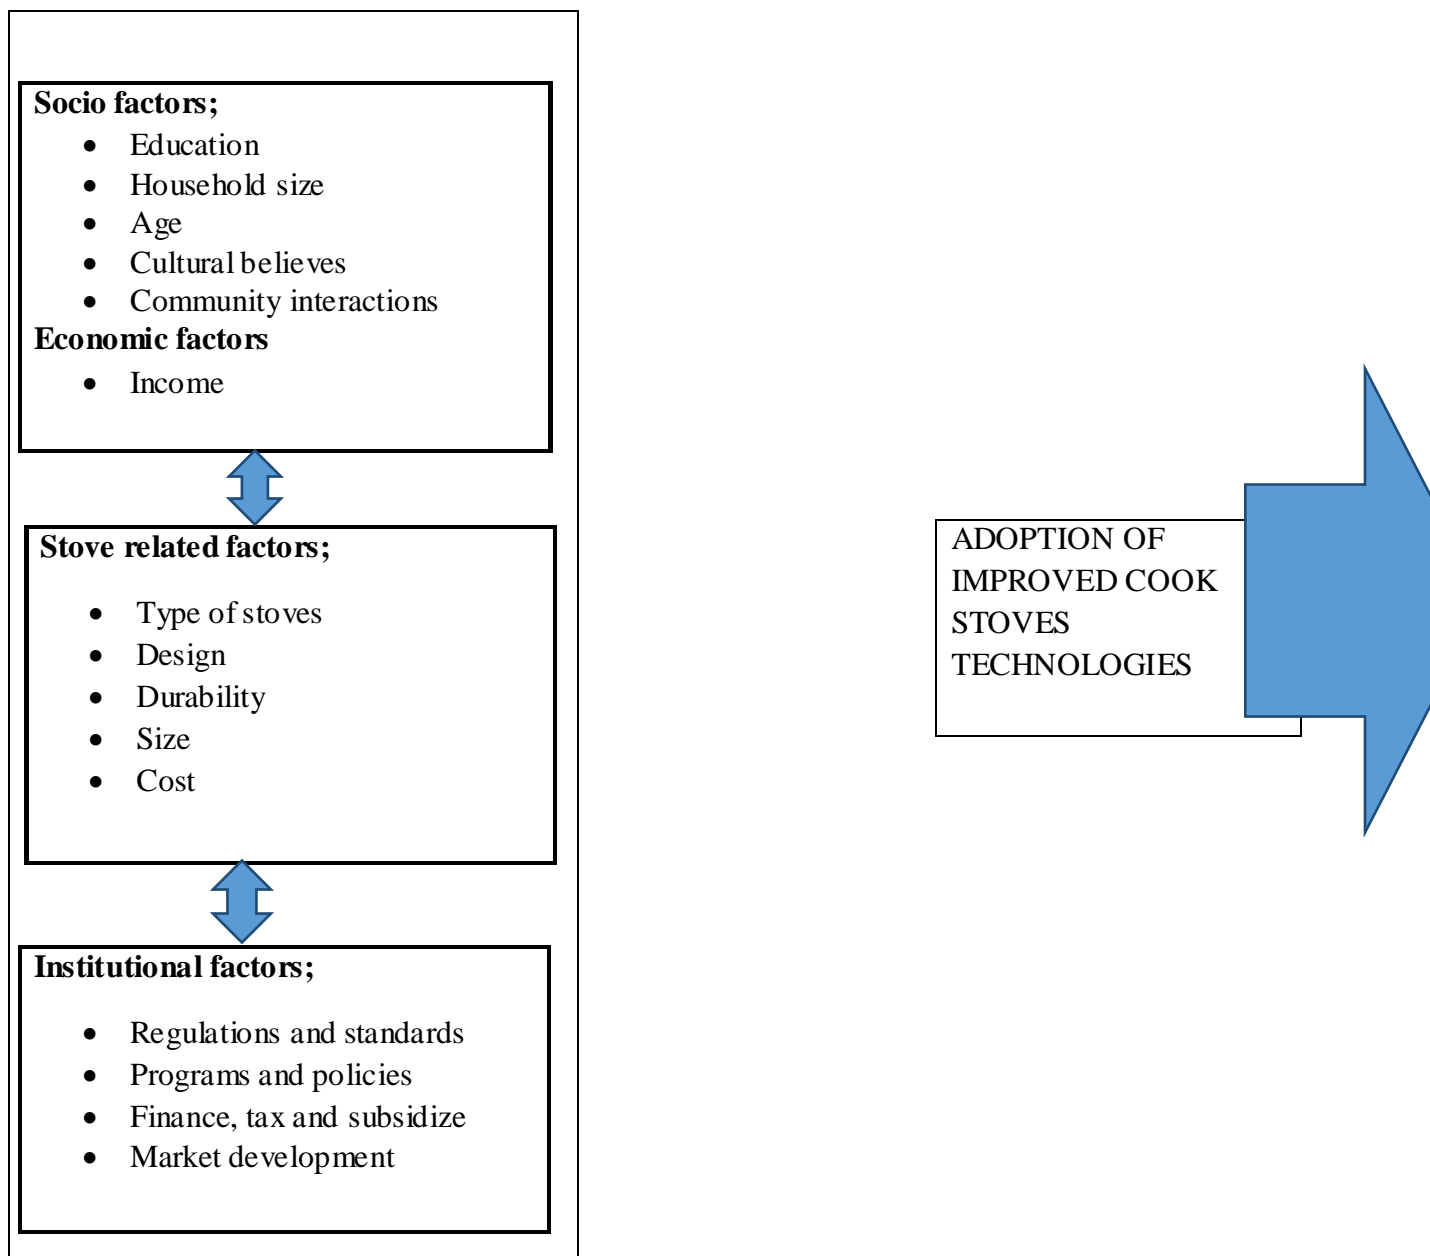 Socio factors;
• Education
• Household size
• Age
• Cultural believes
• Community interactions
Economic factors
• Income
Stove related factors;
• Type of stoves
• Design
• Durability
• Size
• Cost
Institutional factors;
• Regulations and standards
• Programs and policies
• Finance, tax and subsidize
• Market development
ADOPTION OF
IMPROVED COOK
STOVES
TECHNOLOGIES